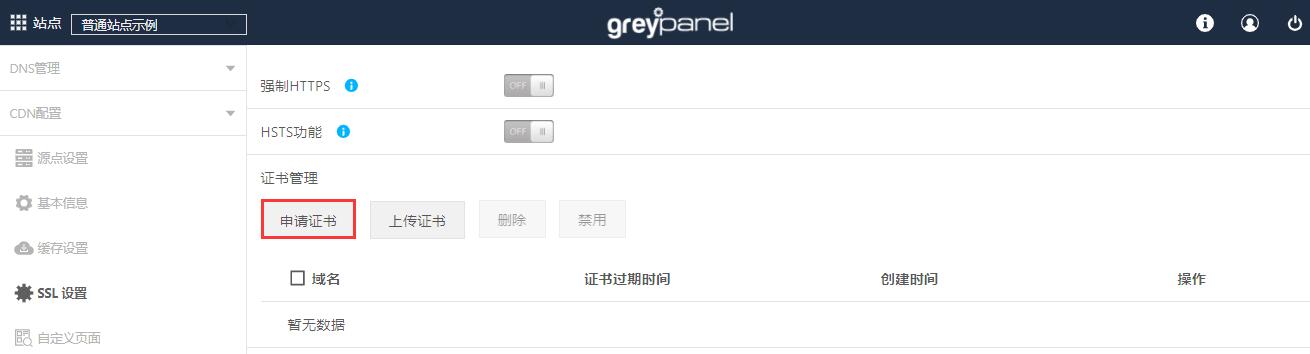 站点 普通站点示例 greypanel
DNS管理
CDN配置
源点设置
基本信息
缓存设置
SSL 设置
自定义页面
强制HTTPS OFF
HSTS功能 OFF
证书管理
申请证书 上传证书 删除 禁用
域名 证书过期时间 创建时间 操作
暂无数据